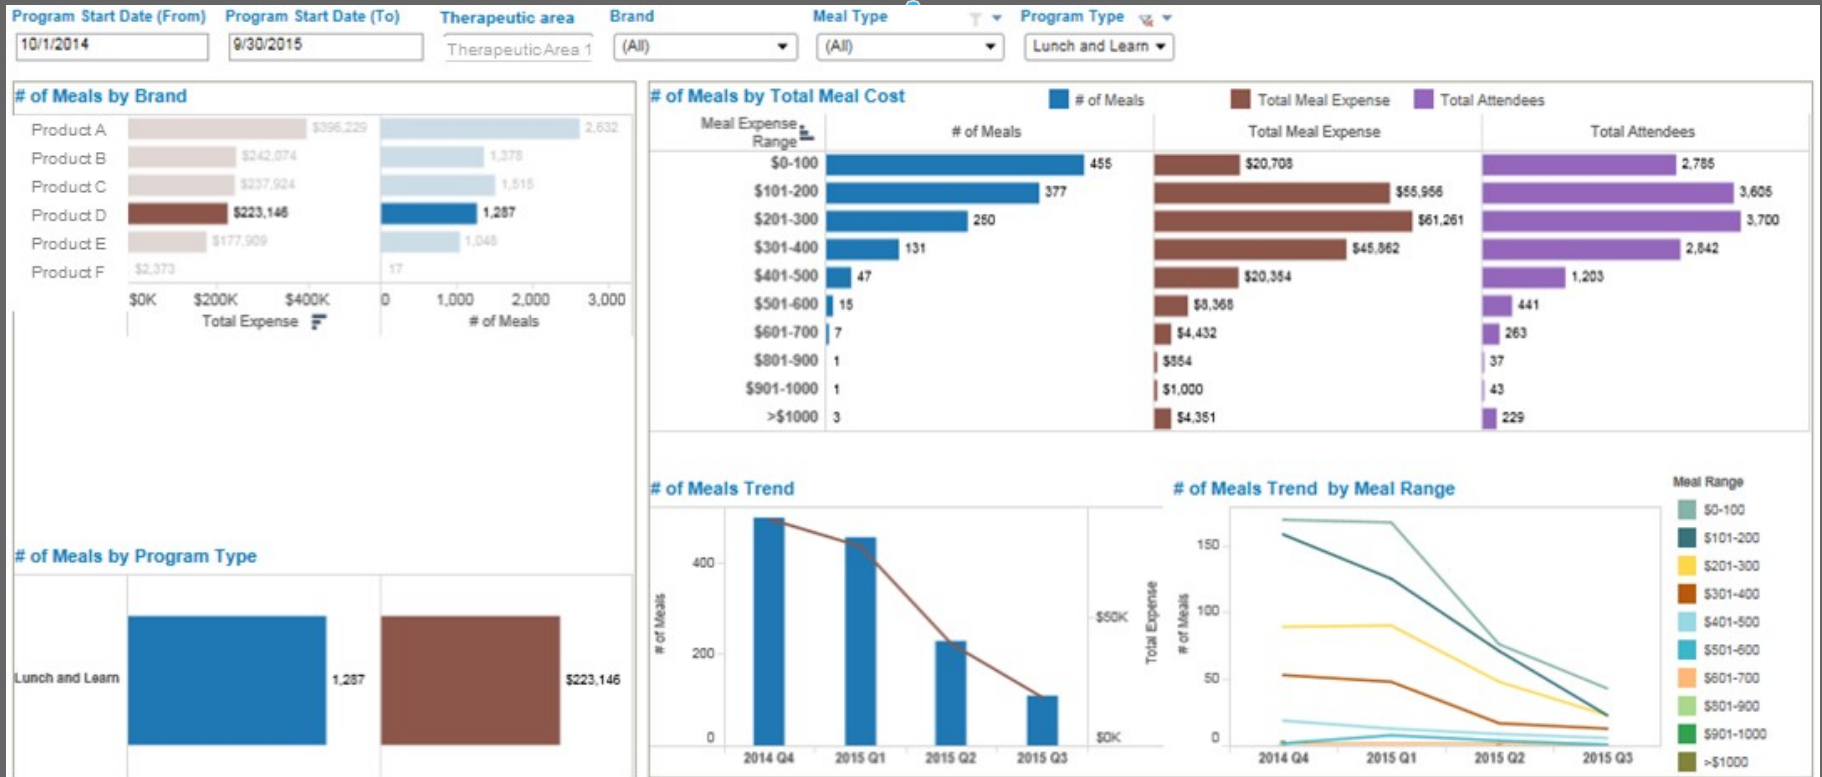 Program Start Date (From) Program Start Date (To) Therapeutic area Brand Meal Type Program Type
10/1/2014 9/30/2015 Therapeutic Area 1 (All) (All) Lunch and Learn
# of Meals by Brand
Product A $396,229 2,632
Product B $242,074 1,378
Product C $237,924 1,515
Product D $223,146 1,287
Product E $177,909 1,048
Product F $2,373 17
$0K $200K $400K 0 1,000 2,000 3,000
Total Expense # of Meals
# of Meals by Program Type
Lunch and Learn 1,287 $223,146
# of Meals by Total Meal Cost # of Meals Total Meal Expense Total Attendees
Meal Expense Range # of Meals Total Meal Expense Total Attendees
$0-100 455 $20,708 2,785
$101-200 377 $55,956 3,605
$201-300 250 $61,261 3,700
$301-400 131 $45,862 2,842
$401-500 47 $20,354 1,203
$501-600 15 $8,368 441
$601-700 7 $4,432 263
$801-900 1 $854 37
$901-1000 1 $1,000 43
>$1000 3 $4,351 229
# of Meals Trend
# of Meals
400
200
0
$50K
$0K
Total Expense
2014 Q4 2015 Q1 2015 Q2 2015 Q3
# of Meals Trend by Meal Range
# of Meals
150
100
50
0
2014 Q4 2015 Q1 2015 Q2 2015 Q3
Meal Range
$0-100
$101-200
$201-300
$301-400
$401-500
$501-600
$601-700
$801-900
$901-1000
>$1000